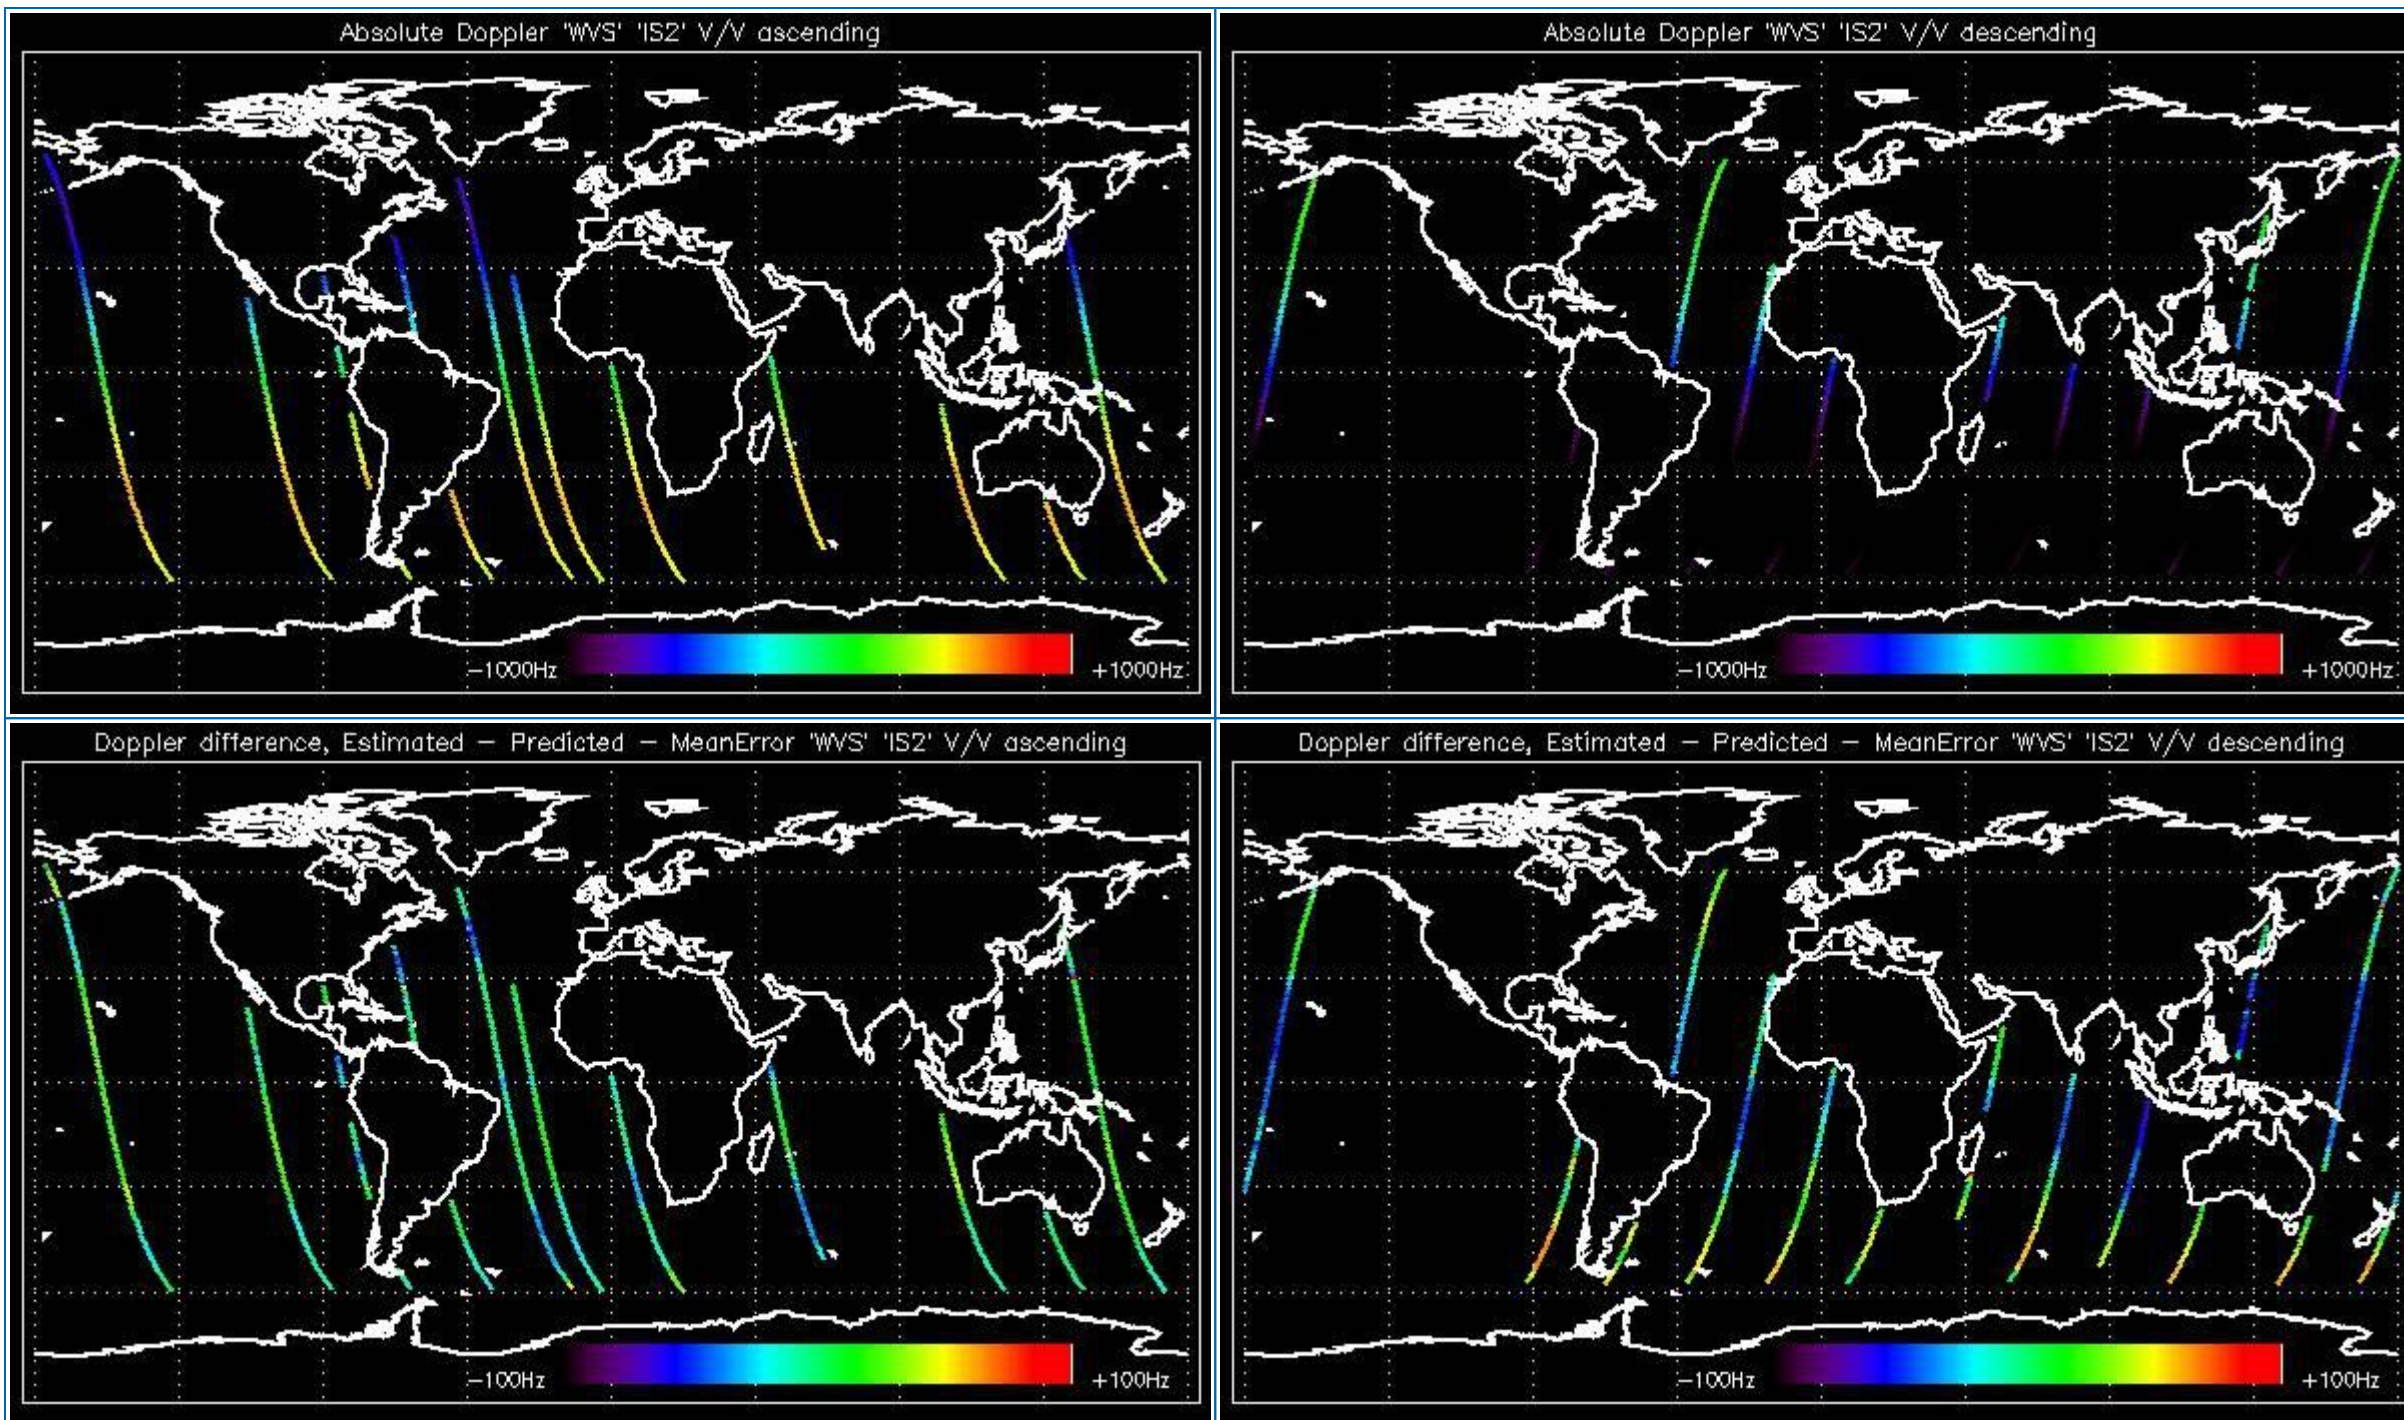 Absolute Doppler 'WVS' 'IS2' V/V ascending
-1000Hz
+1000Hz
Absolute Doppler 'WVS' 'IS2' V/V descending
-1000Hz
+1000Hz
Doppler difference, Estimated - Predicted - MeanError 'WVS' 'IS2' V/V ascending
-100Hz
+100Hz
Doppler difference, Estimated - Predicted - MeanError 'WVS' 'IS2' V/V descending
-100Hz
+100Hz